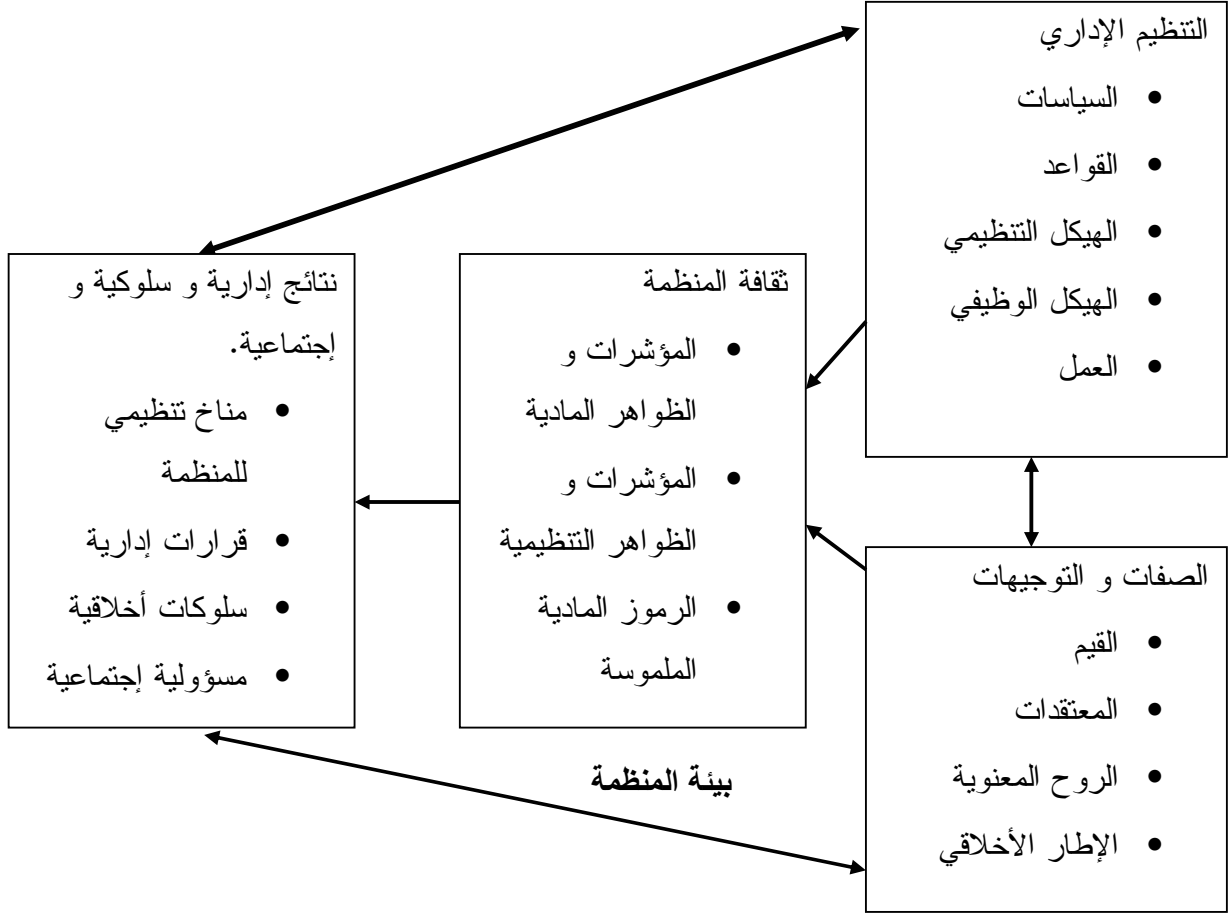 التنظيم الإداري
• السياسات
• القواعد
• الهيكل التنظيمي
• الهيكل الوظيفي
• العمل
الصفات و التوجيهات
• القيم
• المعتقدات
• الروح المعنوية
• الإطار الأخلاقي
ثقافة المنظمة
• المؤشرات و
الظواهر المادية
• المؤشرات و
الظواهر التنظيمية
• الرموز المادية
الملموسة
نتائج إدارية و سلوكية و
إجتماعية.
• مناخ تنظيمي
للمنظمة
• قرارات إدارية
• سلوكات أخلاقية
• مسؤولية إجتماعية
بيئة المنظمة